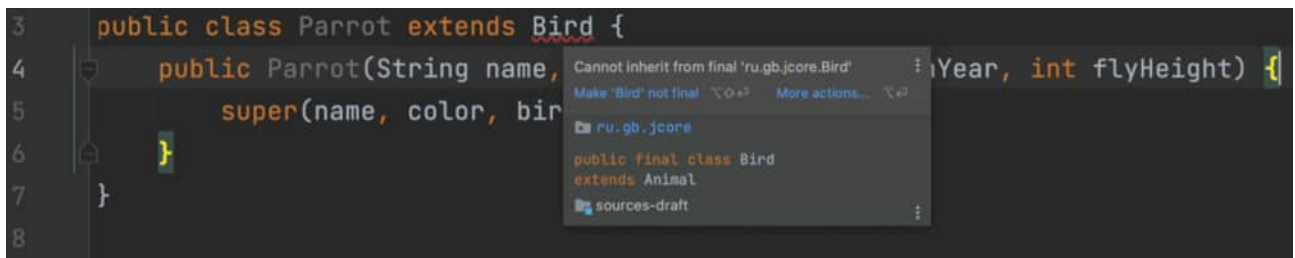 3 public class Parrot extends Bird {
4 public Parrot(String name, Year, int flyHeight) {
5 super(name, color, bir
6 }
7 }
8
Cannot inherit from final 'ru.gb.jcore.Bird'
Make 'Bird' not final ⌥⇧⏎ More actions... ⌥⏎
ru.gb.jcore
public final class Bird
extends Animal
sources-draft